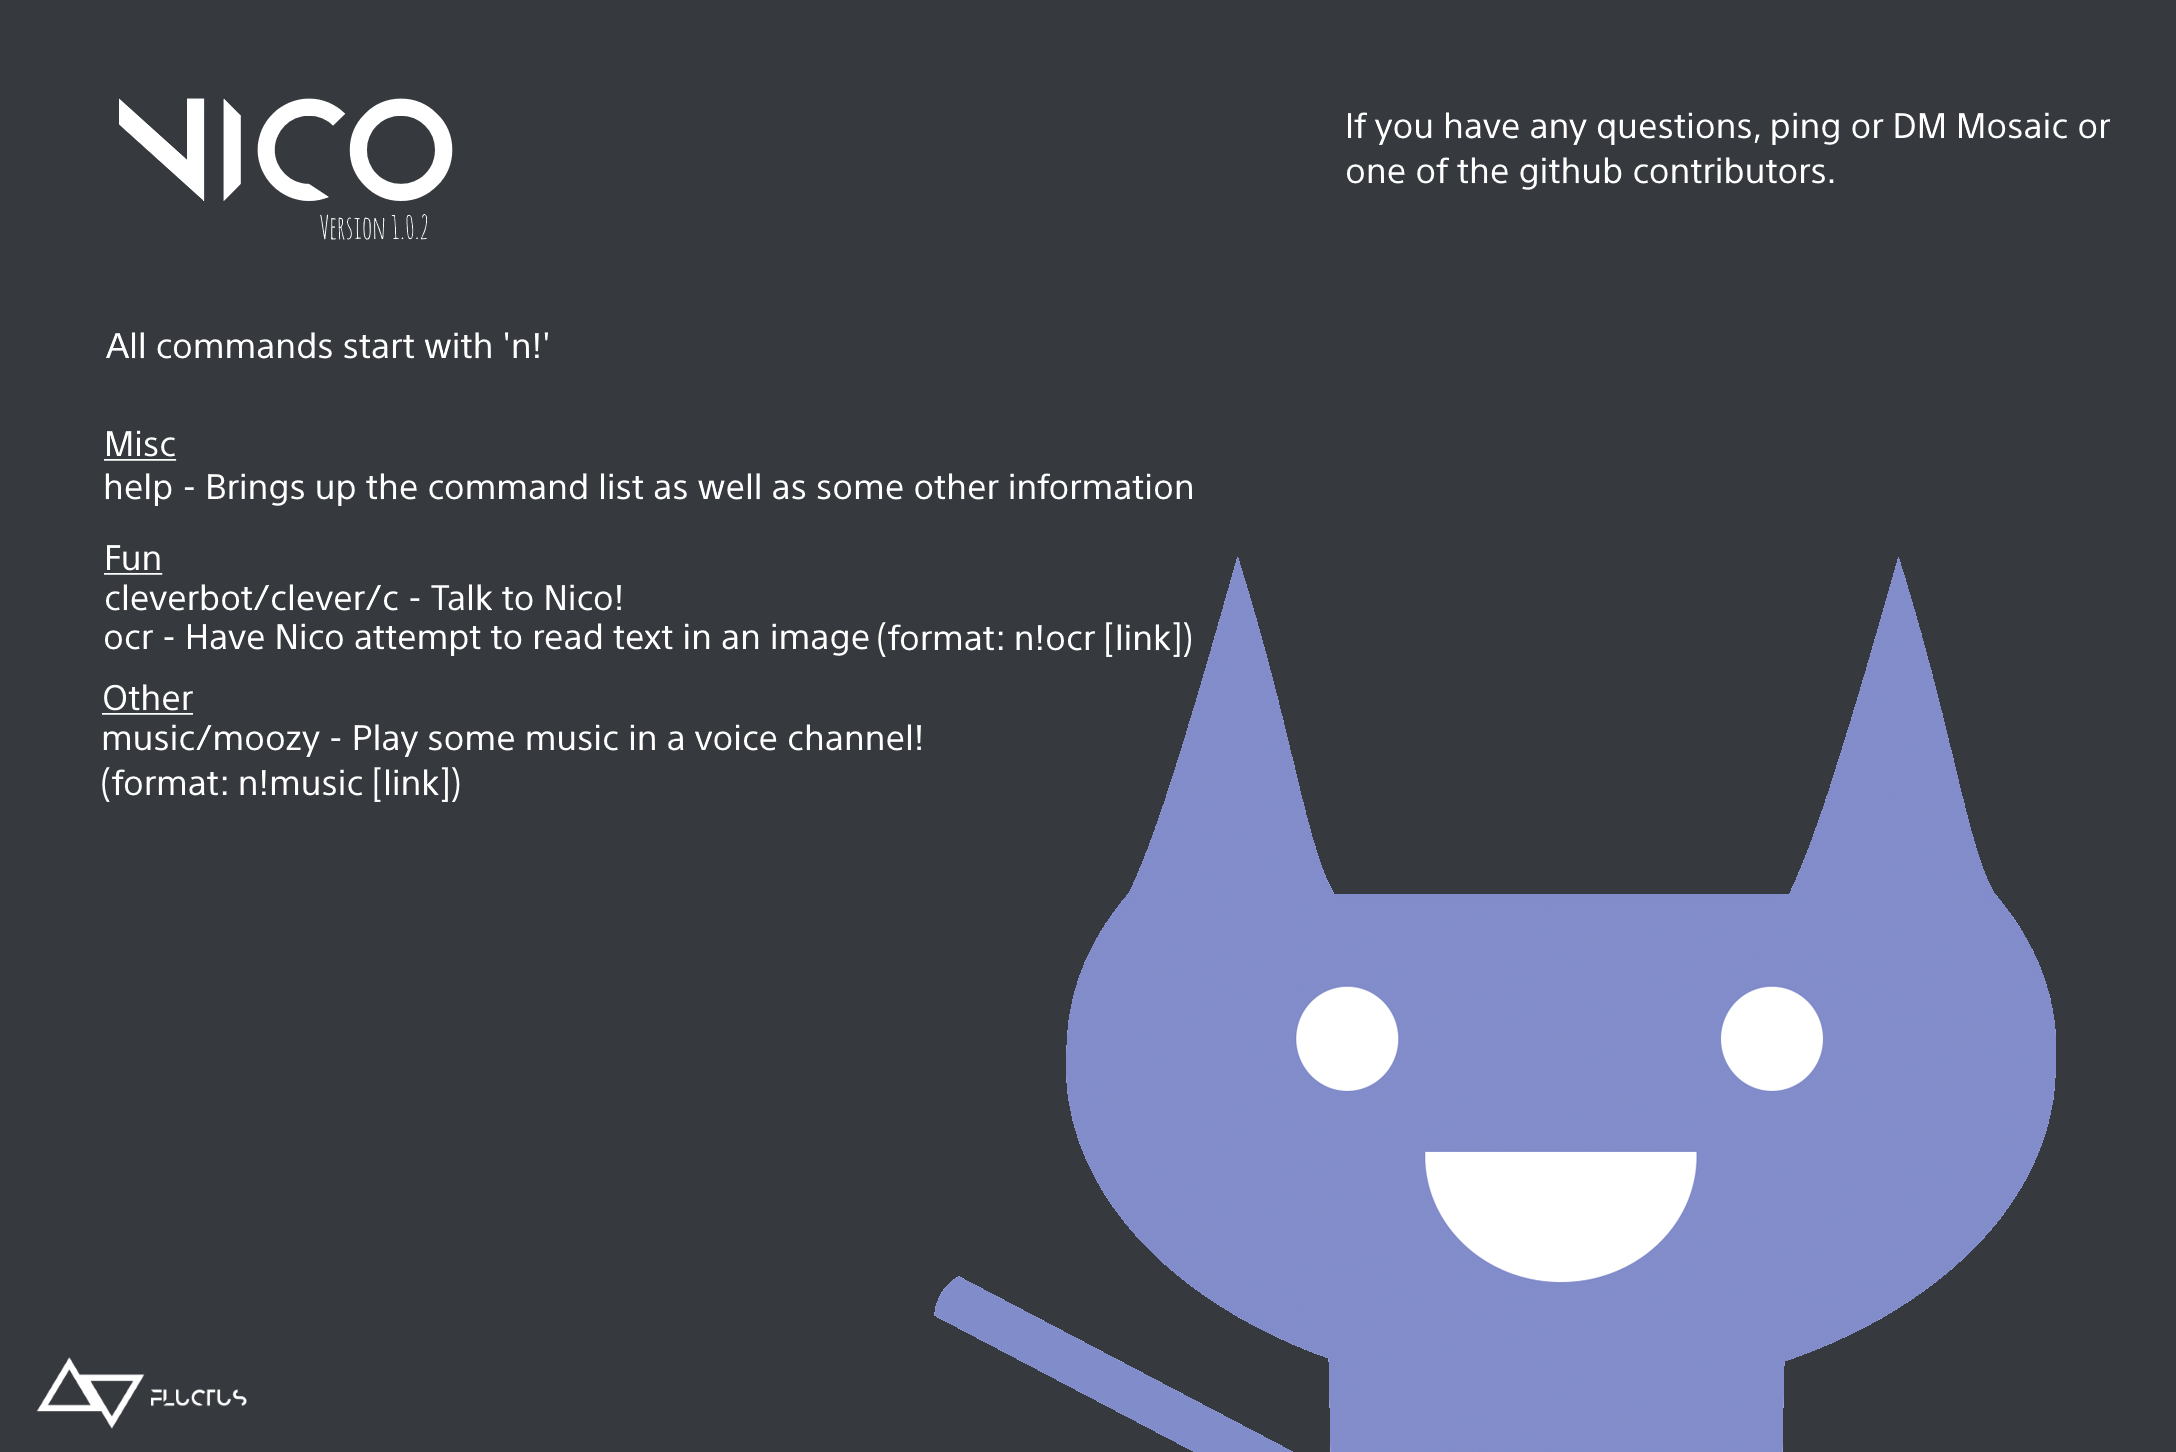 NICO
Version 1.0.2
If you have any questions, ping or DM Mosaic or
one of the github contributors.
All commands start with 'n!'
Misc
help - Brings up the command list as well as some other information
Fun
cleverbot/clever/c - Talk to Nico!
ocr - Have Nico attempt to read text in an image (format: n!ocr [link])
Other
music/moozy - Play some music in a voice channel!
(format: n!music [link])
FLUCTUS